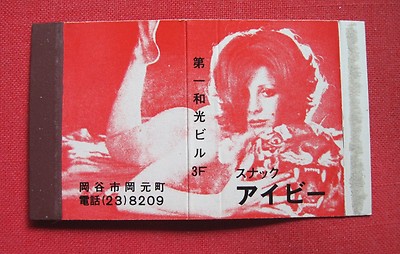 第一和光ビル3F
スナック
アイビー
岡谷市岡元町
電話(23)8209